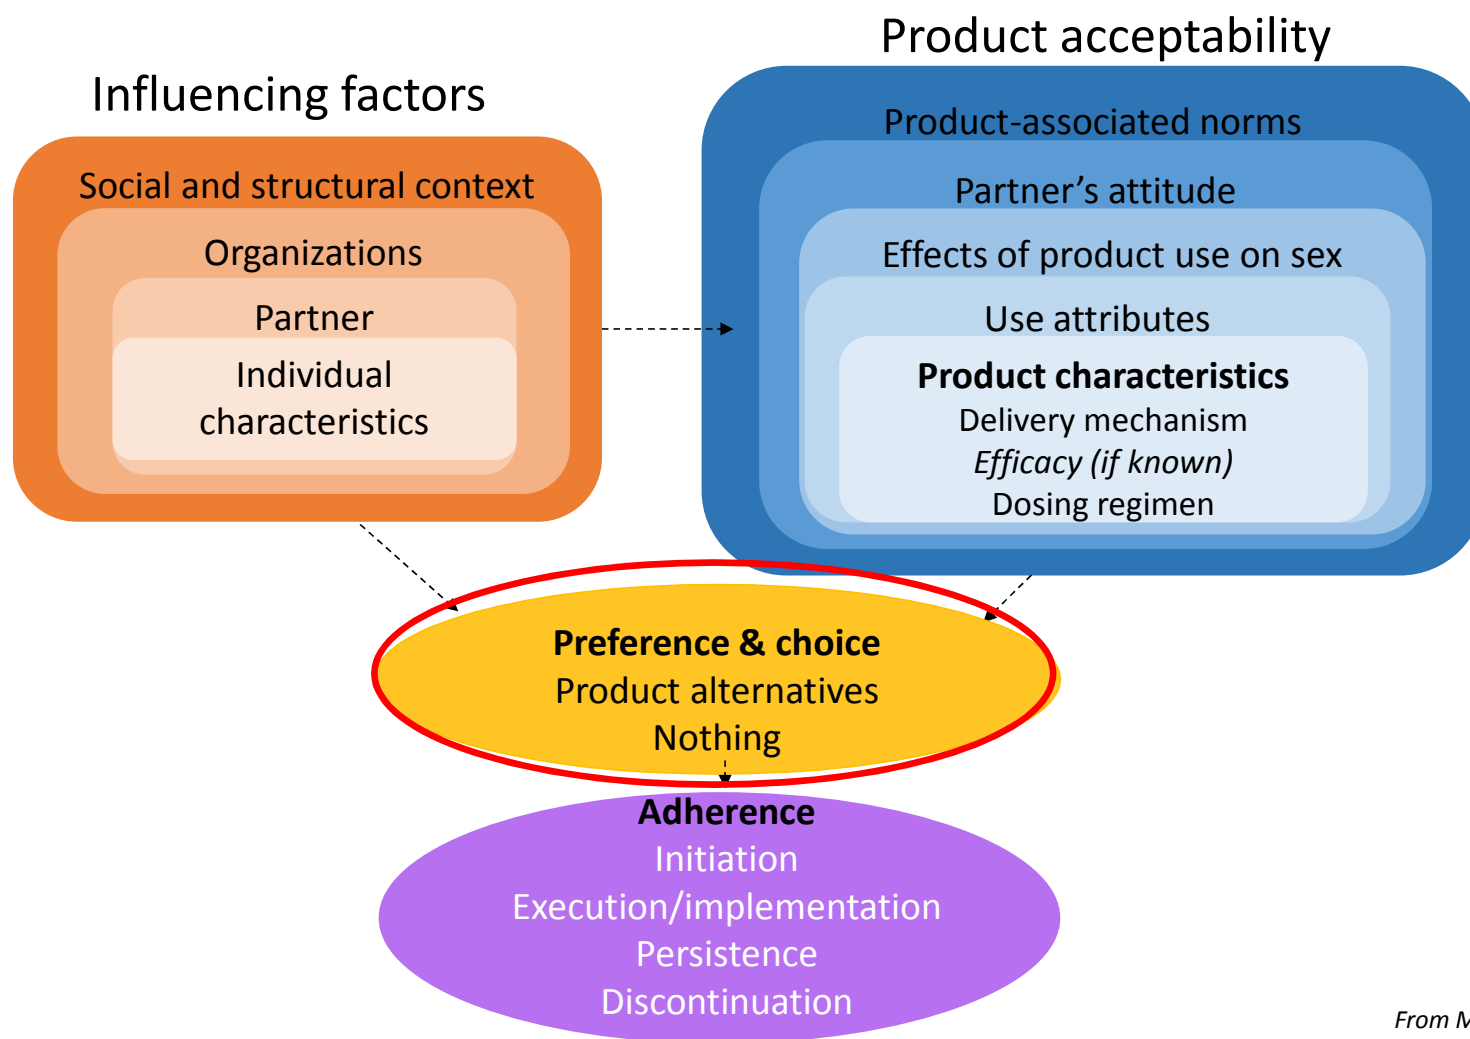 Influencing factors
Social and structural context
Organizations
Partner
Individual
characteristics
Product acceptability
Product-associated norms
Partner’s attitude
Effects of product use on sex
Use attributes
Product characteristics
Delivery mechanism
Efficacy (if known)
Dosing regimen
Preference & choice
Product alternatives
Nothing
Adherence
Initiation
Execution/implementation
Persistence
Discontinuation
From